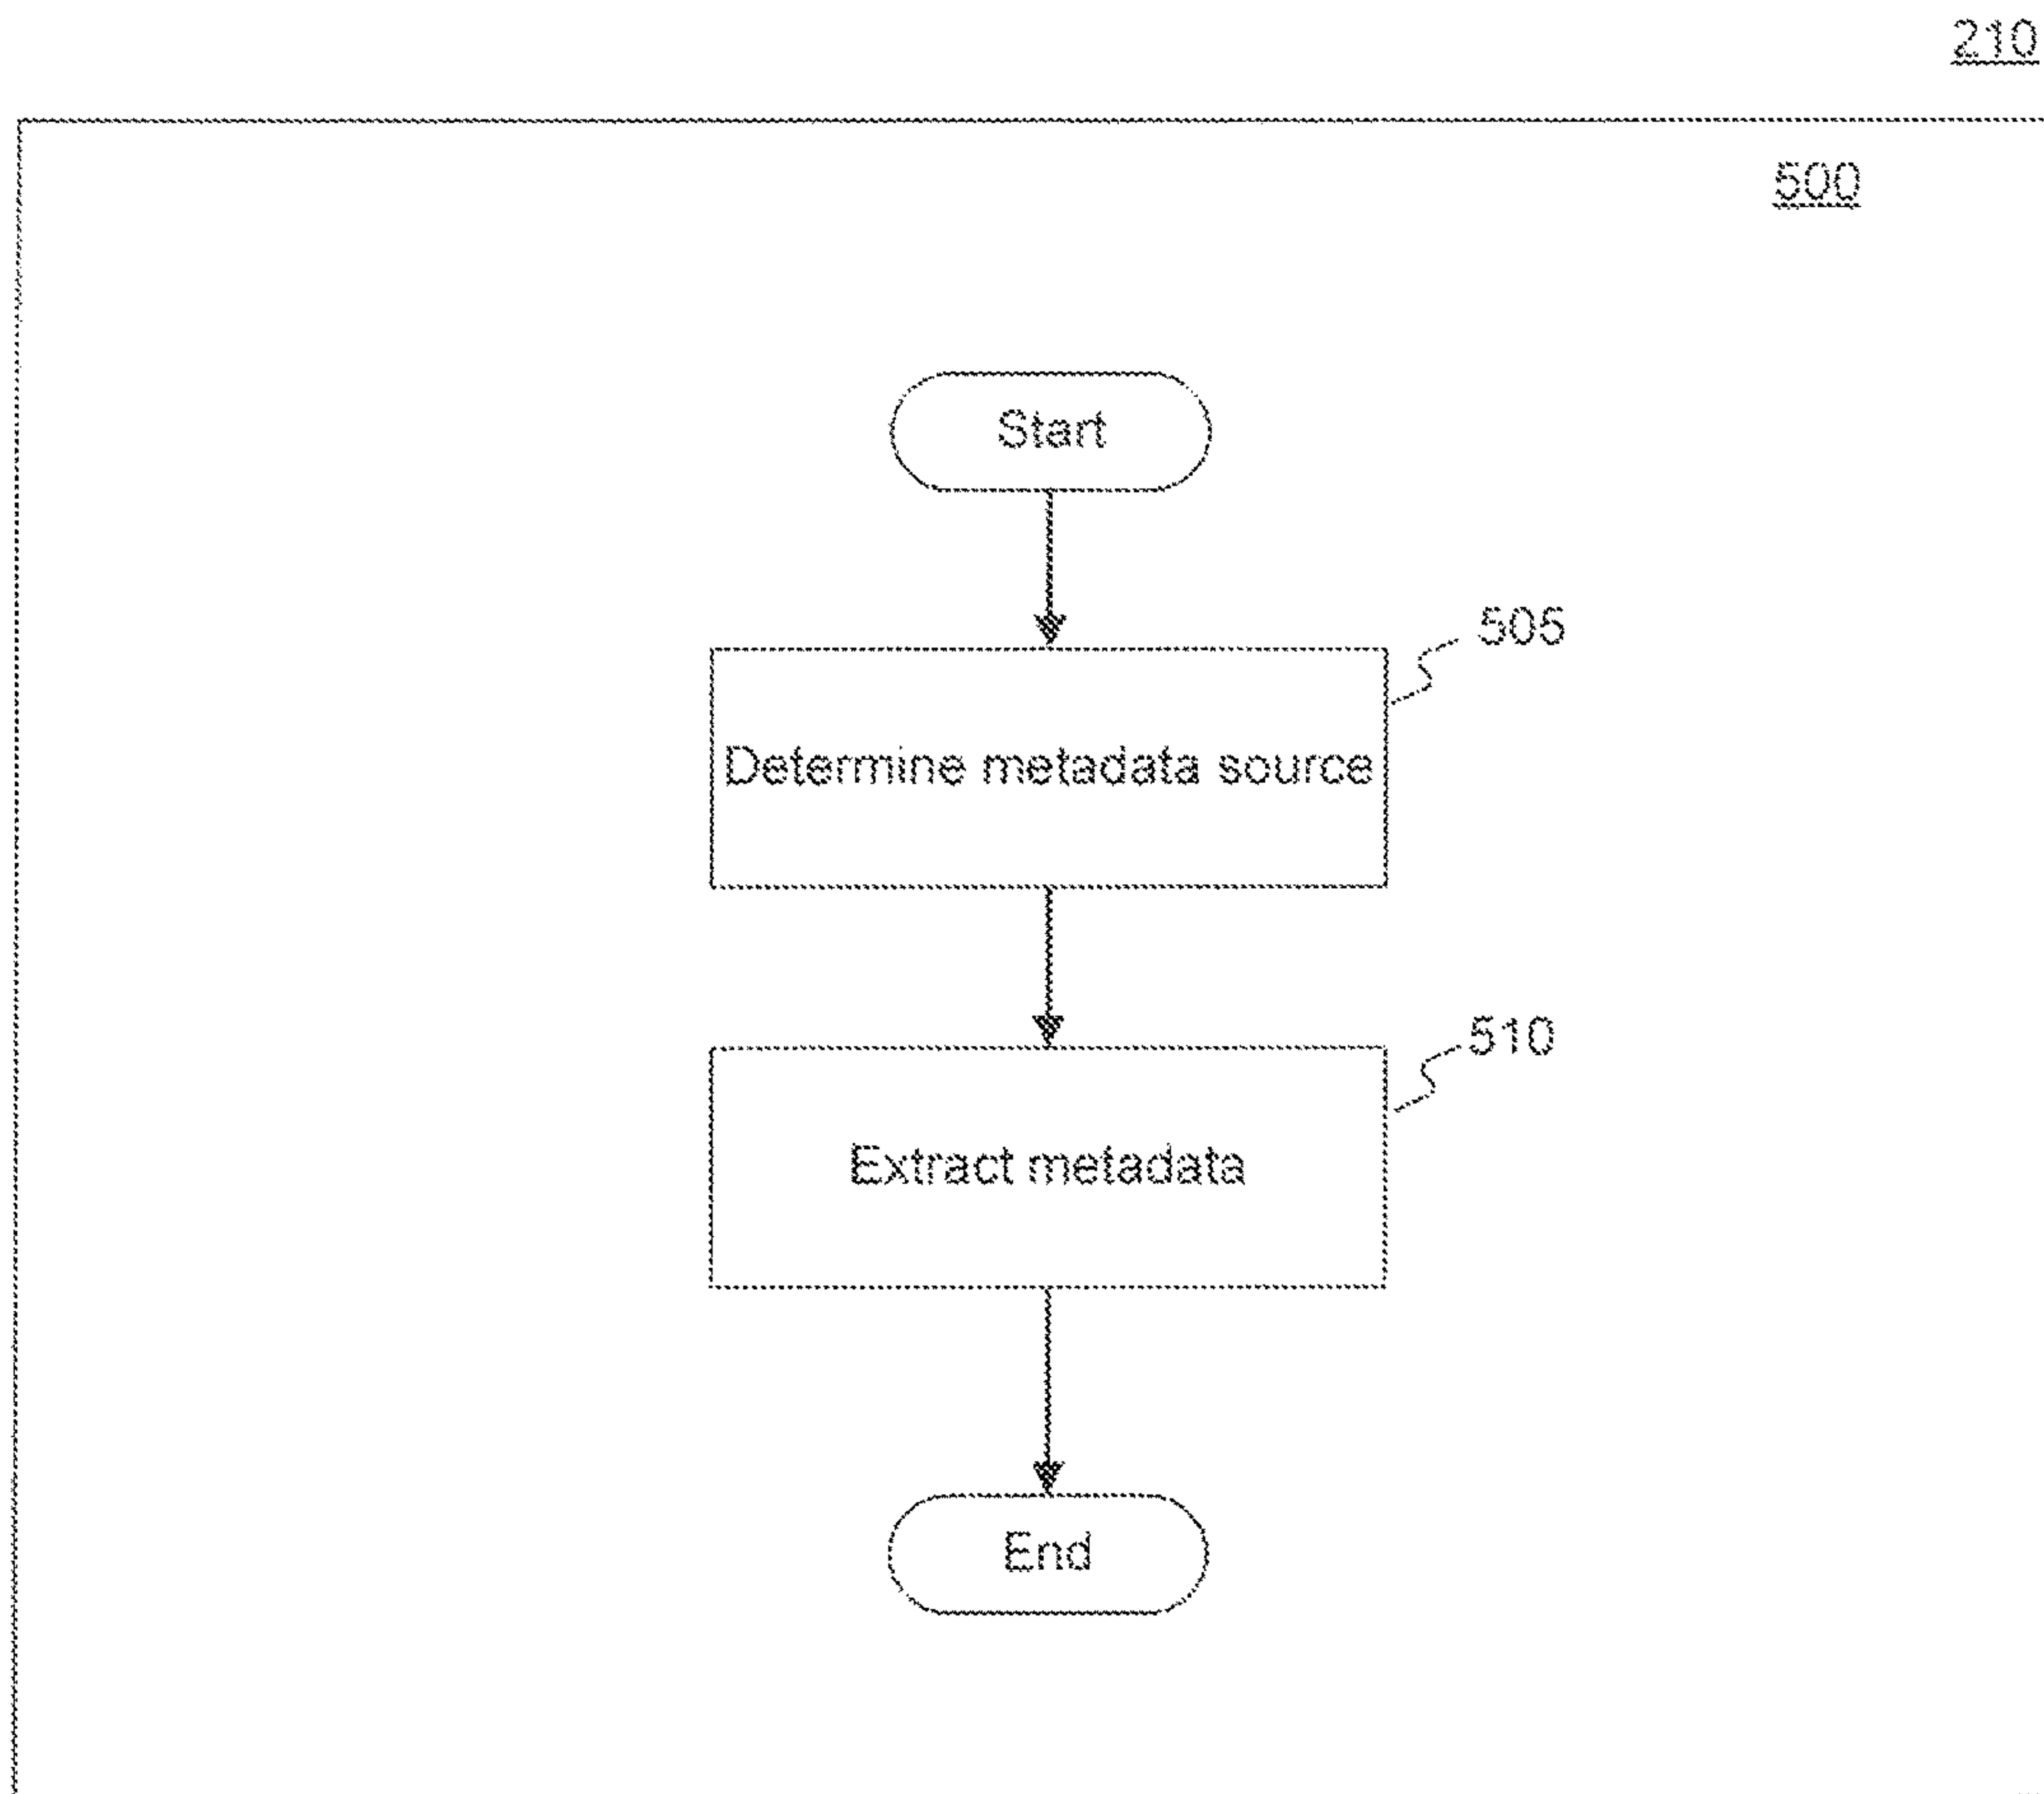 210
500
Start
505
Determine metadata source
510
Extract metadata
End